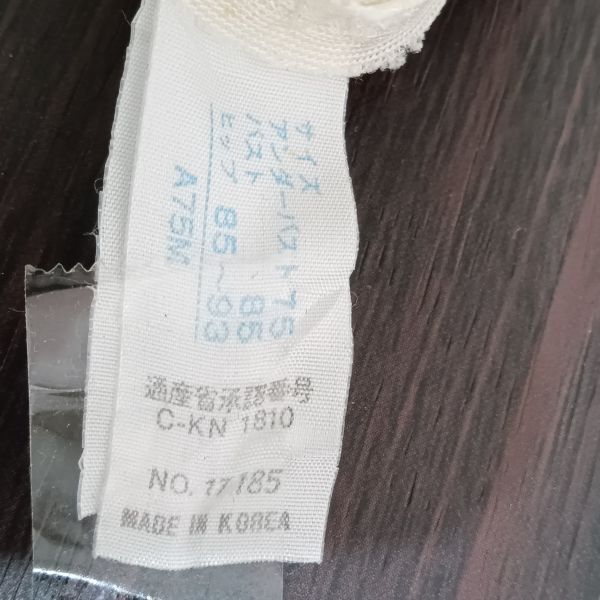 サイズ
アンダーバスト75
バスト 85
ヒップ 85~93
A75M
通産省承認番号
C-KN 1810
NO. 17185
MADE IN KOREA